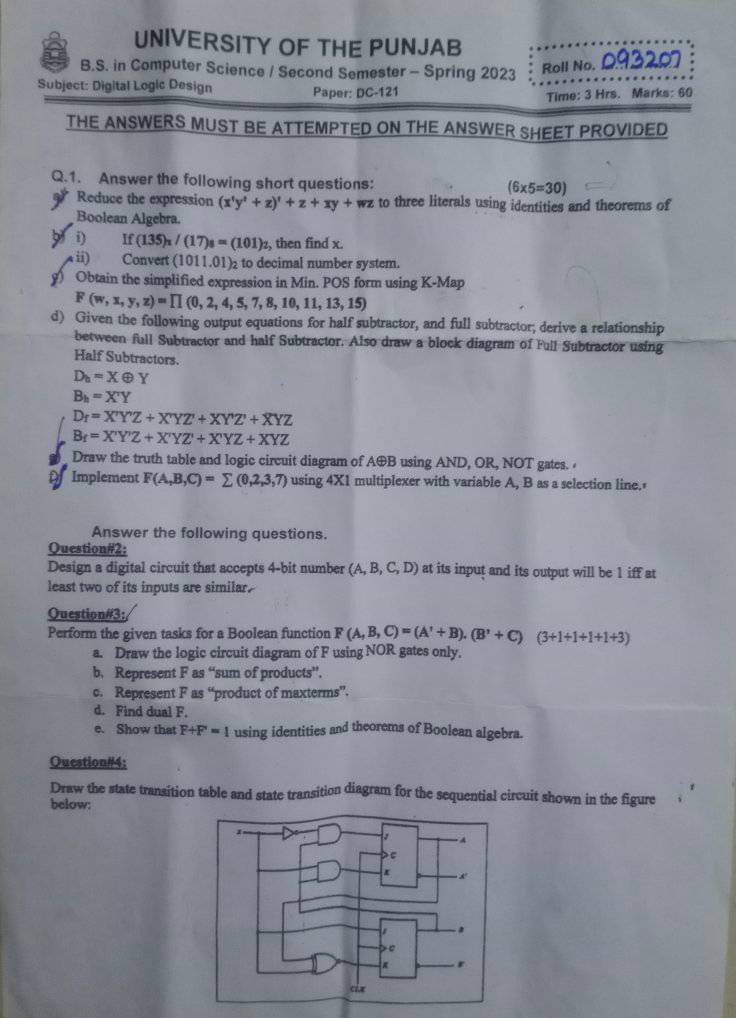 UNIVERSITY OF THE PUNJAB
B.S. in Computer Science / Second Semester – Spring 2023
Roll No. D93207
Subject: Digital Logic Design
Paper: DC-121
Time: 3 Hrs. Marks: 60
THE ANSWERS MUST BE ATTEMPTED ON THE ANSWER SHEET PROVIDED
Q.1. Answer the following short questions: (6x5=30)
Reduce the expression (x'y' + z)' + z + xy + wz to three literals using identities and theorems of
Boolean Algebra.
b) i) If (135)ₓ / (17)₈ = (101)₂, then find x.
ii) Convert (1011.01)₂ to decimal number system.
Obtain the simplified expression in Min. POS form using K-Map
F (w, x, y, z) = ∏ (0, 2, 4, 5, 7, 8, 10, 11, 13, 15)
d) Given the following output equations for half subtractor, and full subtractor; derive a relationship
between full Subtractor and half Subtractor. Also draw a block diagram of Full Subtractor using
Half Subtractors.
Dₕ = X ⊕ Y
Bₕ = X'Y
D_f = X'Y'Z + X'YZ' + XY'Z' + XYZ
B_f = X'Y'Z + X'YZ' + X'YZ + XYZ
Draw the truth table and logic circuit diagram of A⊕B using AND, OR, NOT gates.
Implement F(A,B,C) = ∑ (0,2,3,7) using 4X1 multiplexer with variable A, B as a selection line.
Answer the following questions.
Question#2:
Design a digital circuit that accepts 4-bit number (A, B, C, D) at its input and its output will be 1 iff at
least two of its inputs are similar.
Question#3:
Perform the given tasks for a Boolean function F (A, B, C) = (A' + B). (B' + C) (3+1+1+1+1+3)
a. Draw the logic circuit diagram of F using NOR gates only.
b. Represent F as "sum of products".
c. Represent F as "product of maxterms".
d. Find dual F.
e. Show that F+F' = 1 using identities and theorems of Boolean algebra.
Question#4:
Draw the state transition table and state transition diagram for the sequential circuit shown in the figure
below:
J
A
C
K
A'
J
B
C
K
B'
CLK